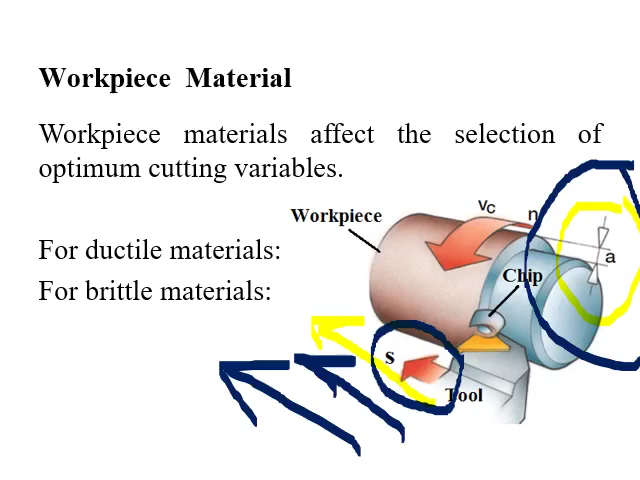 Workpiece Material
Workpiece materials affect the selection of
optimum cutting variables.
For ductile materials:
For brittle materials:
Workpiece
vc
n
a
Chip
s
Tool